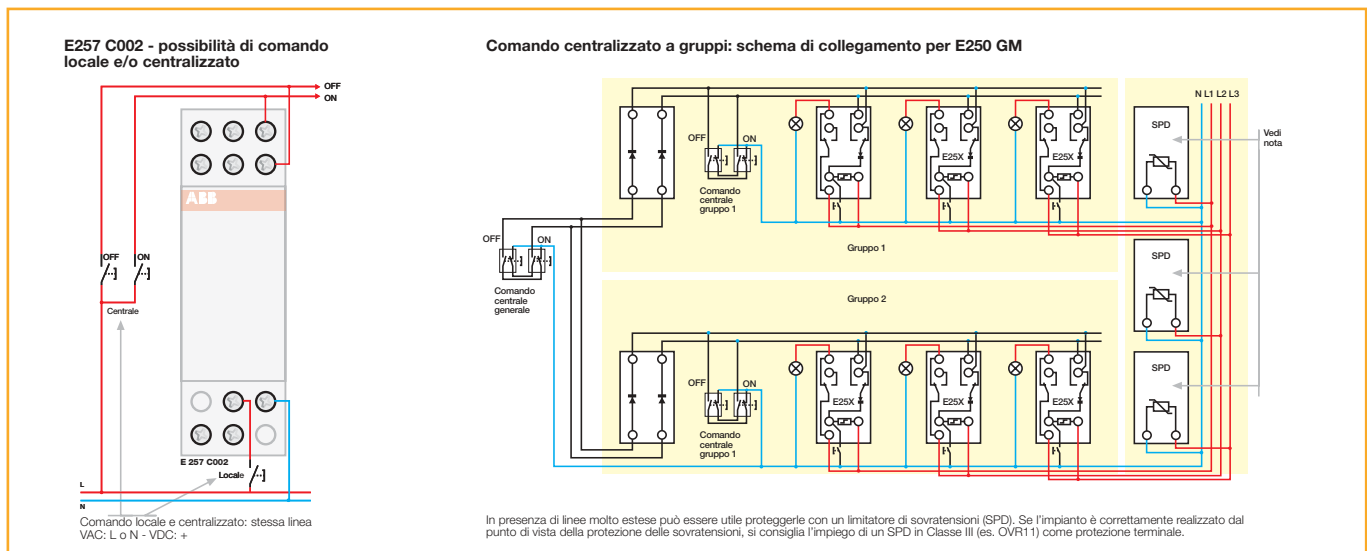 E257 C002 - possibilità di comando
locale e/o centralizzato
OFF
ON
ABB
OFF
ON
Centrale
E 257 C002
Locale
L
N
Comando locale e centralizzato: stessa linea
VAC: L o N - VDC: +
Comando centralizzato a gruppi: schema di collegamento per E250 GM
OFF
ON
Comando
centrale
gruppo 1
E25X
E25X
E25X
Gruppo 1
OFF
ON
Comando
centrale
generale
Gruppo 2
OFF
ON
Comando
centrale
gruppo 1
E25X
E25X
E25X
N L1 L2 L3
SPD
SPD
SPD
Vedi
nota
In presenza di linee molto estese può essere utile proteggerle con un limitatore di sovratensioni (SPD). Se l'impianto è correttamente realizzato dal
punto di vista della protezione delle sovratensioni, si consiglia l'impiego di un SPD in Classe III (es. OVR11) come protezione terminale.